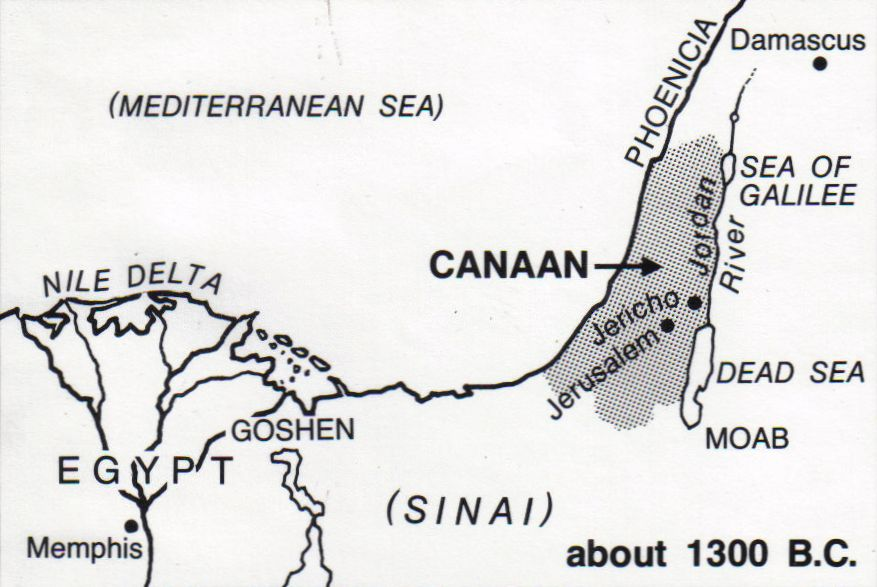 Damascus
PHOENICIA
(MEDITERRANEAN SEA)
SEA OF
GALILEE
Jordan
River
CANAAN
NILE DELTA
Jericho
Jerusalem
DEAD SEA
GOSHEN
MOAB
EGYPT
(SINAI)
Memphis
about 1300 B.C.